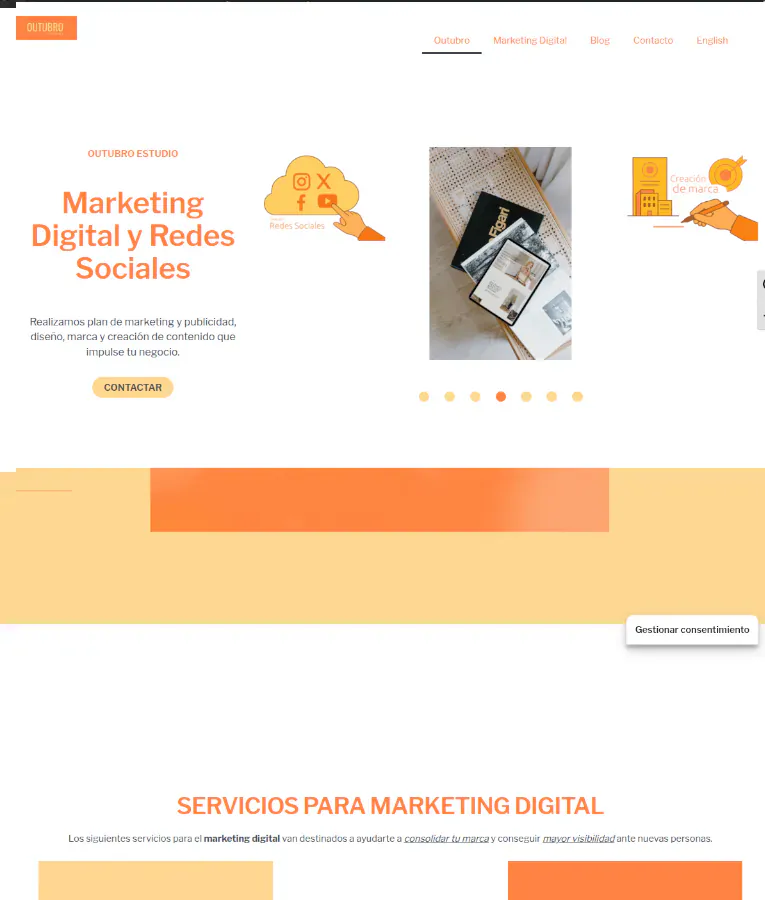 OUTUBRO
Outubro
Marketing Digital
Blog
Contacto
English
OUTUBRO ESTUDIO
Marketing
Digital y Redes
Sociales
Realizamos plan de marketing y publicidad,
diseño, marca y creación de contenido que
impulse tu negocio.
CONTACTAR
Redes Sociales
Figari
Creación
de marca
Gestionar consentimiento
SERVICIOS PARA MARKETING DIGITAL
Los siguientes servicios para el marketing digital van destinados a ayudarte a consolidar tu marca y conseguir mayor visibilidad ante nuevas personas.